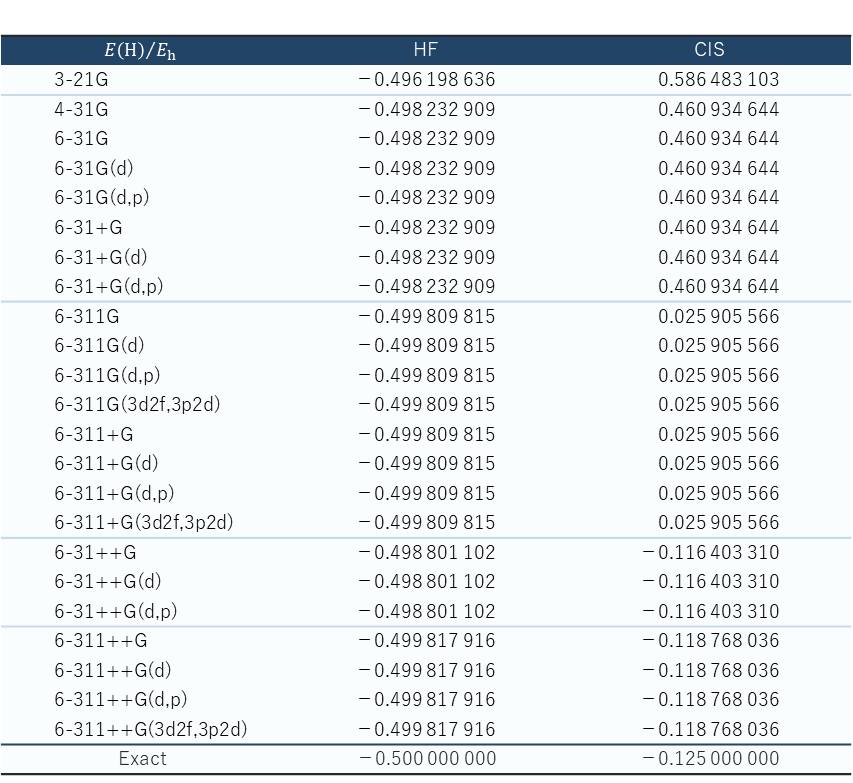 E(H)/Eh HF CIS
3-21G −0.496 198 636 0.586 483 103
4-31G −0.498 232 909 0.460 934 644
6-31G −0.498 232 909 0.460 934 644
6-31G(d) −0.498 232 909 0.460 934 644
6-31G(d,p) −0.498 232 909 0.460 934 644
6-31+G −0.498 232 909 0.460 934 644
6-31+G(d) −0.498 232 909 0.460 934 644
6-31+G(d,p) −0.498 232 909 0.460 934 644
6-311G −0.499 809 815 0.025 905 566
6-311G(d) −0.499 809 815 0.025 905 566
6-311G(d,p) −0.499 809 815 0.025 905 566
6-311G(3d2f,3p2d) −0.499 809 815 0.025 905 566
6-311+G −0.499 809 815 0.025 905 566
6-311+G(d) −0.499 809 815 0.025 905 566
6-311+G(d,p) −0.499 809 815 0.025 905 566
6-311+G(3d2f,3p2d) −0.499 809 815 0.025 905 566
6-31++G −0.498 801 102 −0.116 403 310
6-31++G(d) −0.498 801 102 −0.116 403 310
6-31++G(d,p) −0.498 801 102 −0.116 403 310
6-311++G −0.499 817 916 −0.118 768 036
6-311++G(d) −0.499 817 916 −0.118 768 036
6-311++G(d,p) −0.499 817 916 −0.118 768 036
6-311++G(3d2f,3p2d) −0.499 817 916 −0.118 768 036
Exact −0.500 000 000 −0.125 000 000